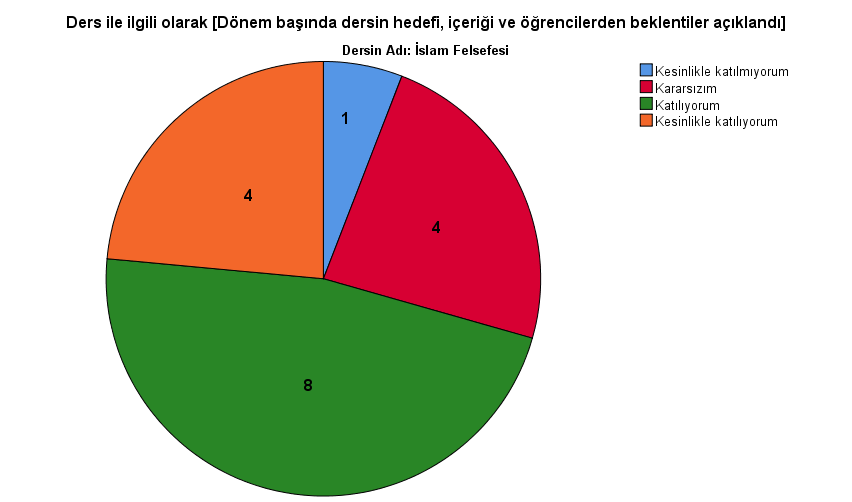 Ders ile ilgili olarak [Dönem başında dersin hedefi, içeriği ve öğrencilerden beklentiler açıklandı]
Dersin Adı: İslam Felsefesi
Kesinlikle katılmıyorum
Kararsızım
Katılıyorum
Kesinlikle katılıyorum
1
4
4
8